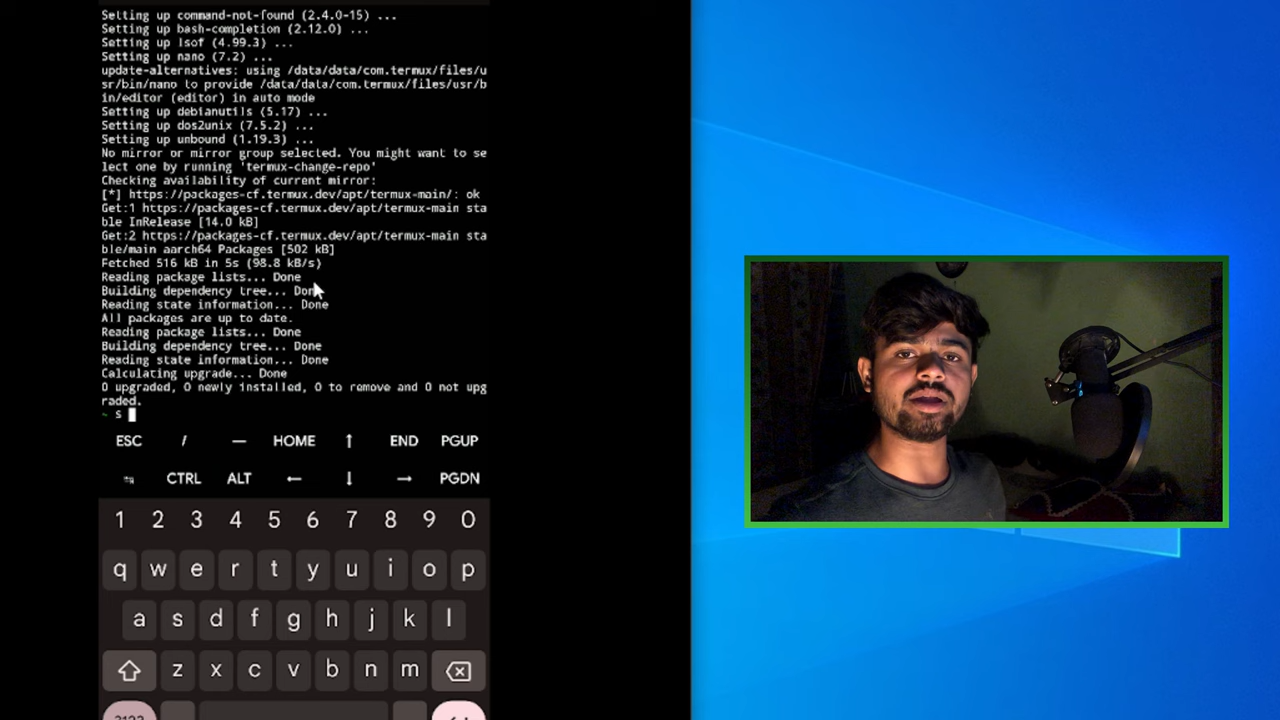 Setting up command-not-found (2.4.0-15) ...
Setting up bash-completion (2.12.0) ...
Setting up lsof (4.99.3) ...
Setting up nano (7.2) ...
update-alternatives: using /data/data/com.termux/files/u
sr/bin/nano to provide /data/data/com.termux/files/usr/b
in/editor (editor) in auto mode
Setting up debianutils (5.17) ...
Setting up dos2unix (7.5.2) ...
Setting up unbound (1.19.3) ...
No mirror or mirror group selected. You might want to se
lect one by running 'termux-change-repo'
Checking availability of current mirror:
[*] https://packages-cf.termux.dev/apt/termux-main/: ok
Get:1 https://packages-cf.termux.dev/apt/termux-main sta
ble InRelease [14.0 kB]
Get:2 https://packages-cf.termux.dev/apt/termux-main sta
ble/main aarch64 Packages [502 kB]
Fetched 516 kB in 5s (98.8 kB/s)
Reading package lists... Done
Building dependency tree... Done
Reading state information... Done
All packages are up to date.
Reading package lists... Done
Building dependency tree... Done
Reading state information... Done
Calculating upgrade... Done
0 upgraded, 0 newly installed, 0 to remove and 0 not upg
raded.
~ $
ESC / — HOME ↑ END PGUP
↹ CTRL ALT ← ↓ → PGDN
1 2 3 4 5 6 7 8 9 0
q w e r t y u i o p
a s d f g h j k l
z x c v b n m